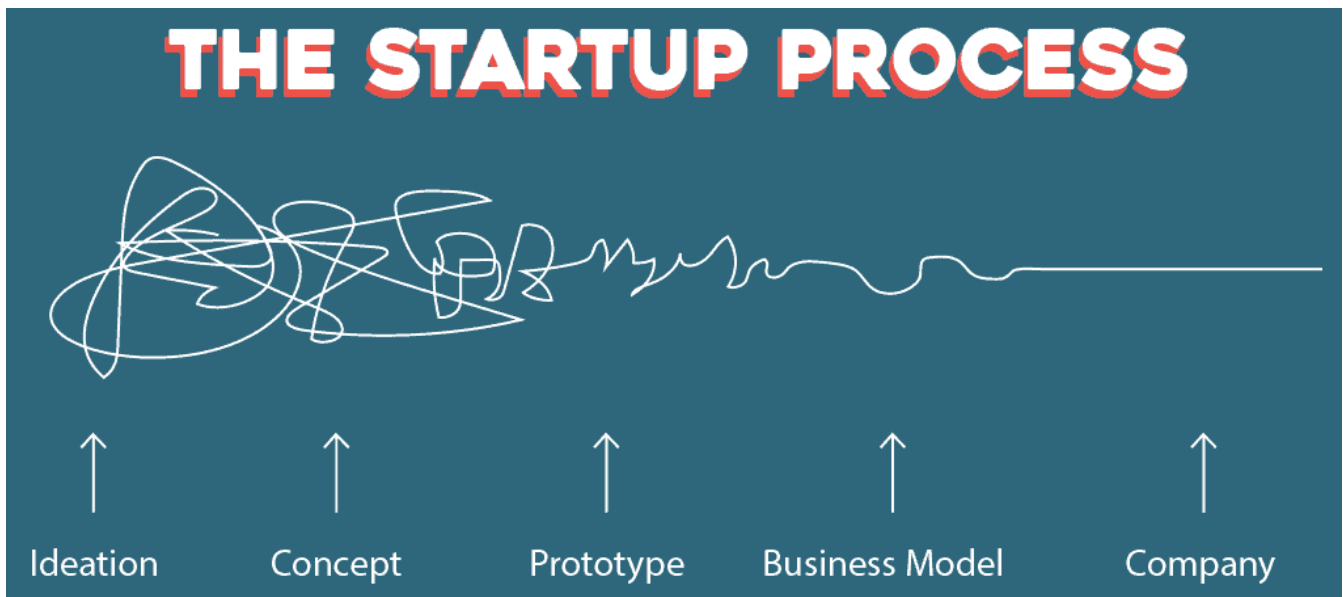 THE STARTUP PROCESS
Ideation
Concept
Prototype
Business Model
Company